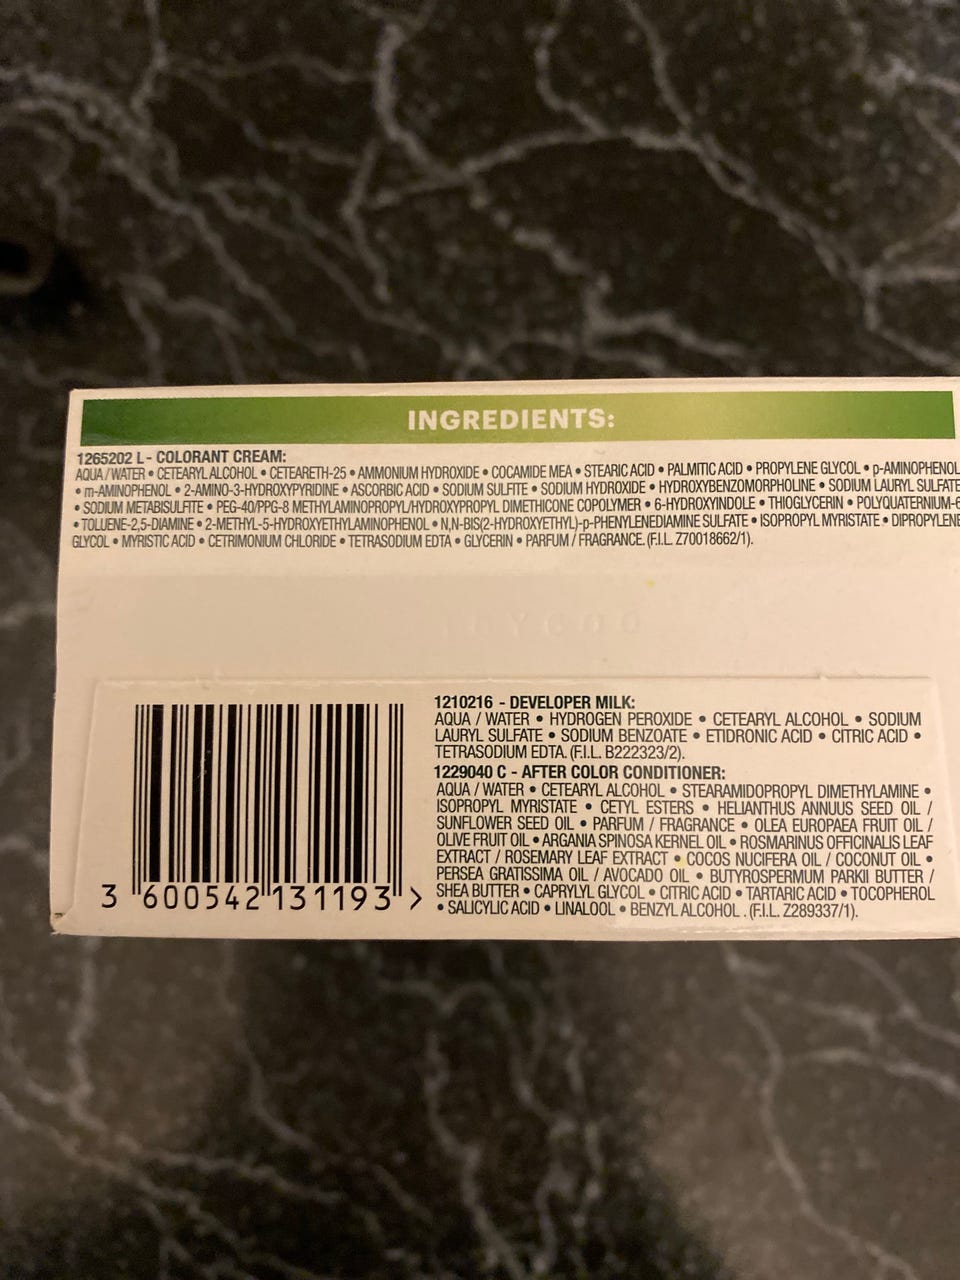 INGREDIENTS:
1265202 L - COLORANT CREAM:
AQUA / WATER • CETEARYL ALCOHOL • CETEARETH-25 • AMMONIUM HYDROXIDE • COCAMIDE MEA • STEARIC ACID • PALMITIC ACID • PROPYLENE GLYCOL • p-AMINOPHENOL
• m-AMINOPHENOL • 2-AMINO-3-HYDROXYPYRIDINE • ASCORBIC ACID • SODIUM SULFITE • SODIUM HYDROXIDE • HYDROXYBENZOMORPHOLINE • SODIUM LAURYL SULFATE
• SODIUM METABISULFITE • PEG-40/PPG-8 METHYLAMINOPROPYL/HYDROXYPROPYL DIMETHICONE COPOLYMER • 6-HYDROXYINDOLE • THIOGLYCERIN • POLYQUATERNIUM-6
• TOLUENE-2,5-DIAMINE • 2-METHYL-5-HYDROXYETHYLAMINOPHENOL • N,N-BIS(2-HYDROXYETHYL)-p-PHENYLENEDIAMINE SULFATE • ISOPROPYL MYRISTATE • DIPROPYLENE
GLYCOL • MYRISTIC ACID • CETRIMONIUM CHLORIDE • TETRASODIUM EDTA • GLYCERIN • PARFUM / FRAGRANCE. (F.I.L. Z70018662/1).
1210216 - DEVELOPER MILK:
AQUA / WATER • HYDROGEN PEROXIDE • CETEARYL ALCOHOL • SODIUM
LAURYL SULFATE • SODIUM BENZOATE • ETIDRONIC ACID • CITRIC ACID •
TETRASODIUM EDTA. (F.I.L. B222323/2).
1229040 C - AFTER COLOR CONDITIONER:
AQUA / WATER • CETEARYL ALCOHOL • STEARAMIDOPROPYL DIMETHYLAMINE •
ISOPROPYL MYRISTATE • CETYL ESTERS • HELIANTHUS ANNUUS SEED OIL /
SUNFLOWER SEED OIL • PARFUM / FRAGRANCE • OLEA EUROPAEA FRUIT OIL /
OLIVE FRUIT OIL • ARGANIA SPINOSA KERNEL OIL • ROSMARINUS OFFICINALIS LEAF
EXTRACT / ROSEMARY LEAF EXTRACT • COCOS NUCIFERA OIL / COCONUT OIL •
PERSEA GRATISSIMA OIL / AVOCADO OIL • BUTYROSPERMUM PARKII BUTTER /
SHEA BUTTER • CAPRYLYL GLYCOL • CITRIC ACID • TARTARIC ACID • TOCOPHEROL
• SALICYLIC ACID • LINALOOL • BENZYL ALCOHOL . (F.I.L. Z289337/1).
3 600542 131193 >